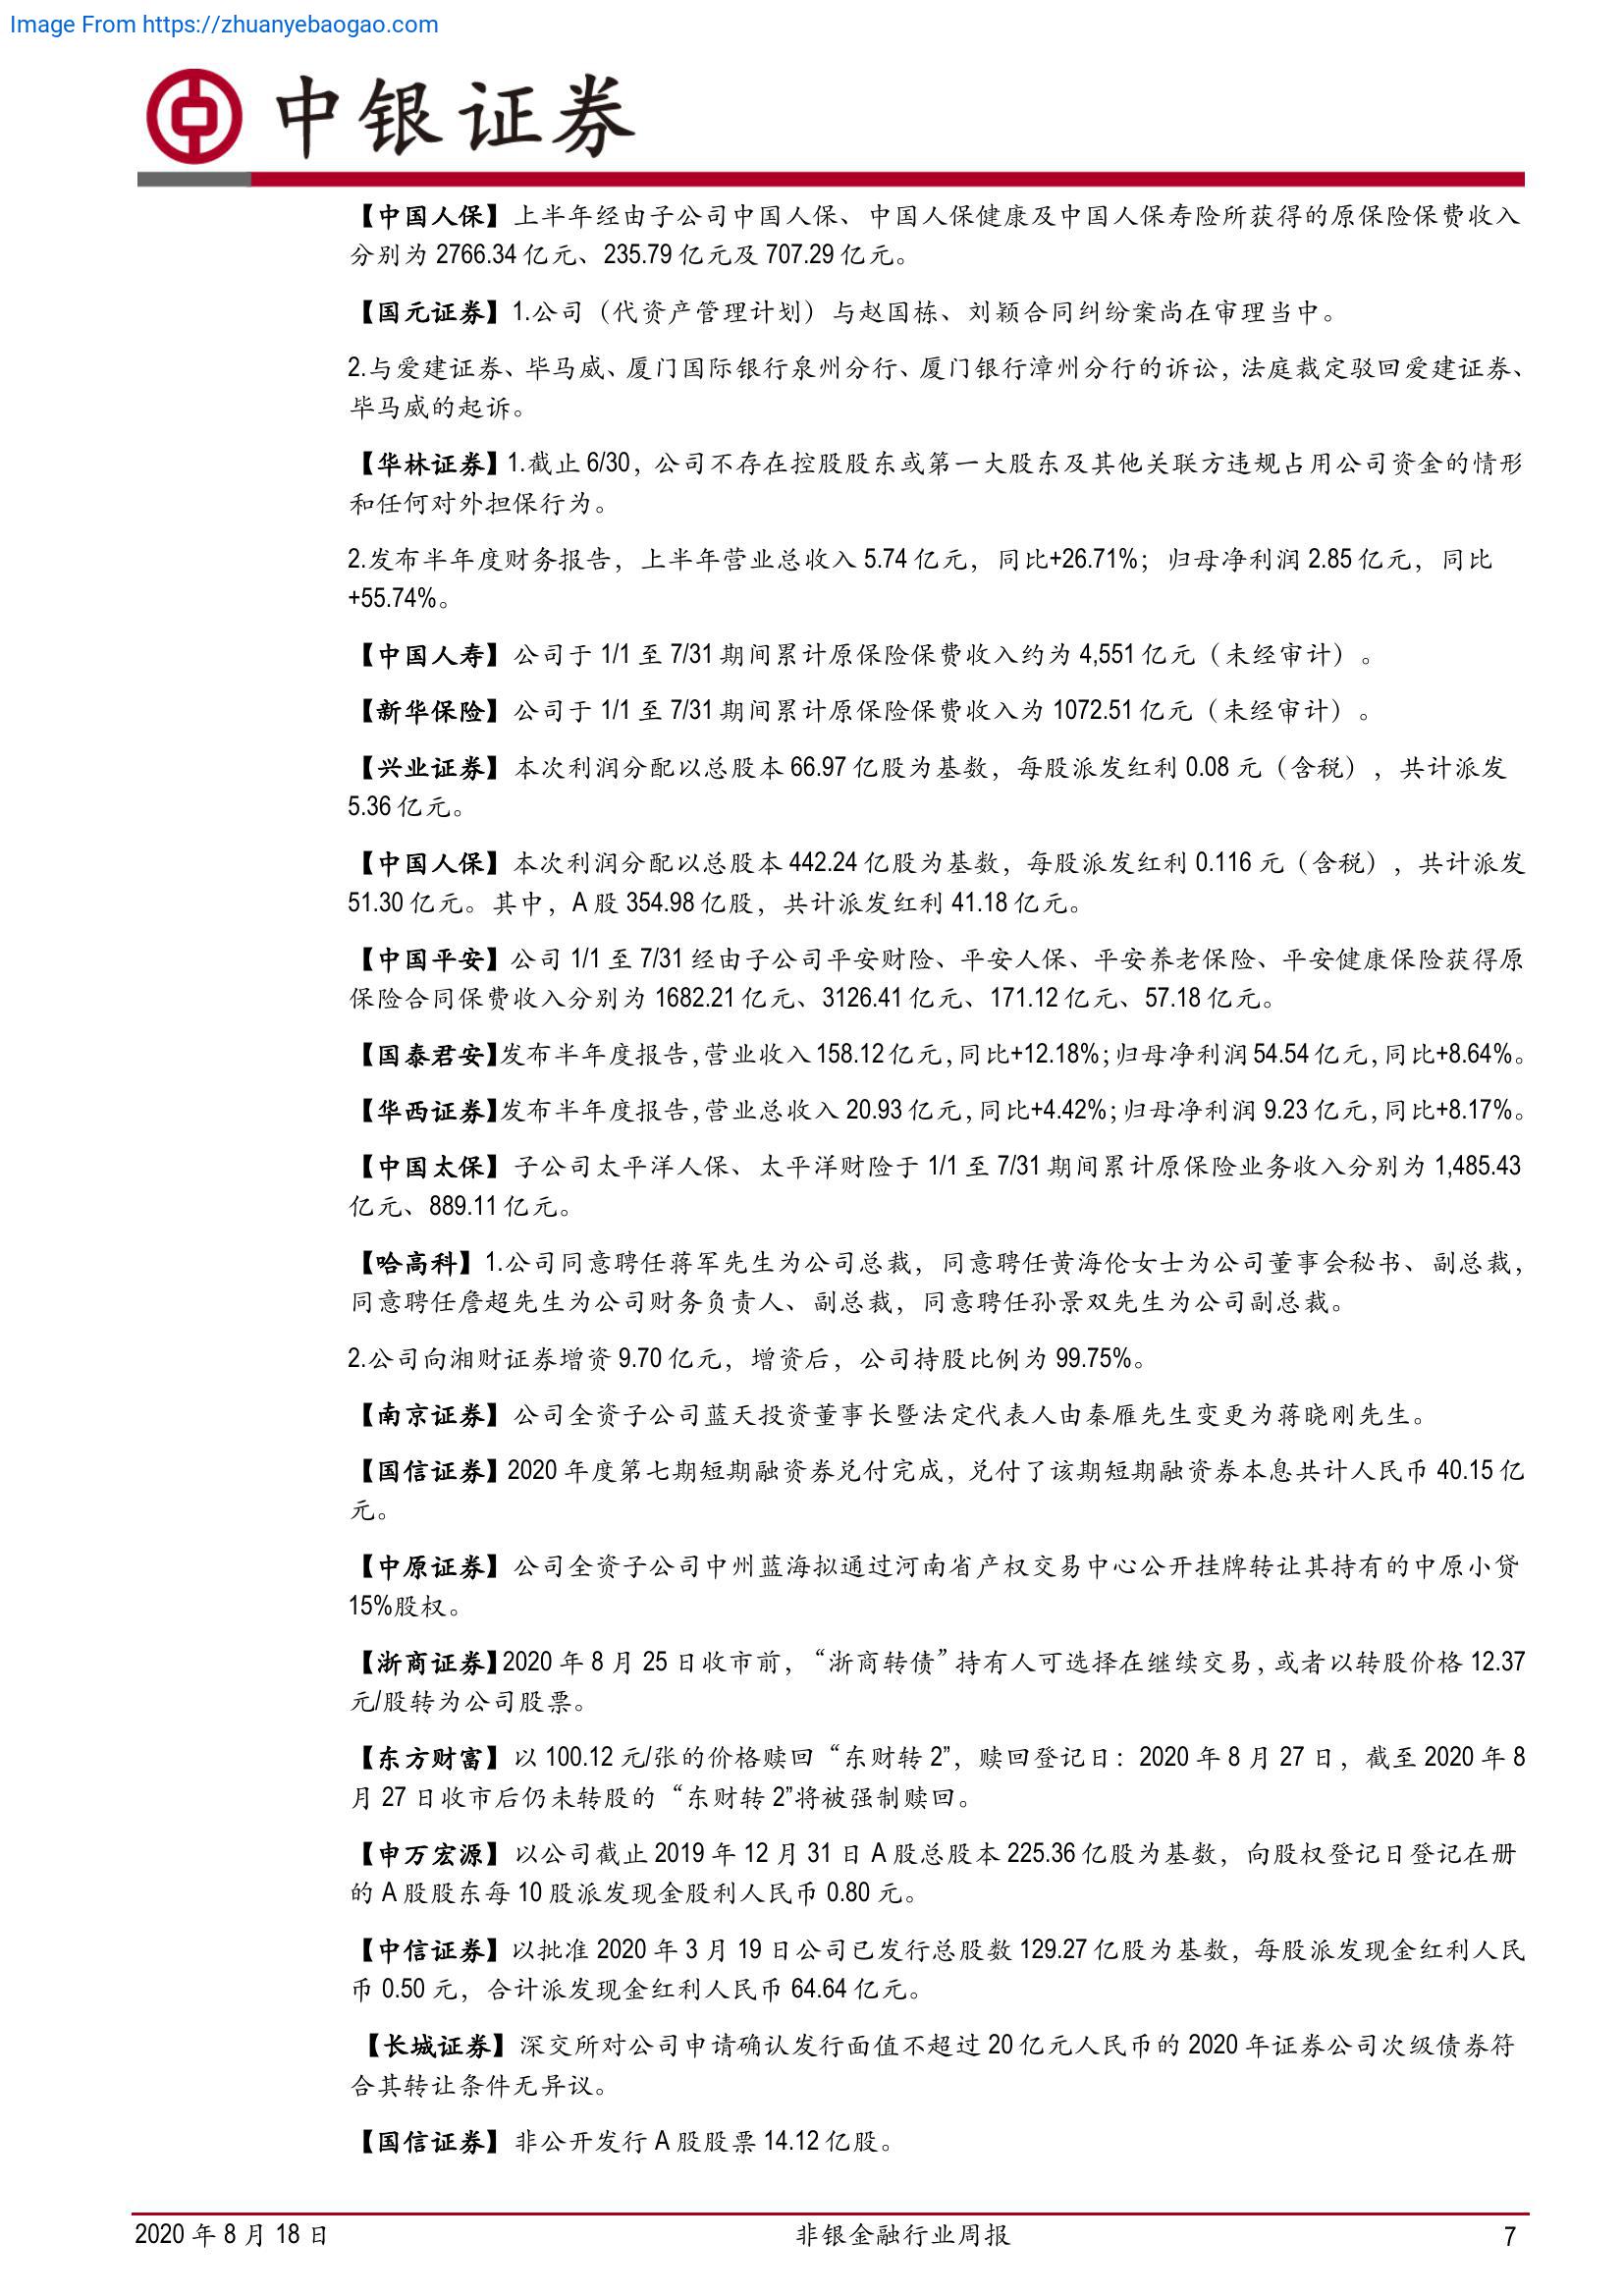 Image From https://zhuanyebaogao.com
中银证券
【中国人保】上半年经由子公司中国人保、中国人保健康及中国人保寿险所获得的原保险保费收入
分别为 2766.34 亿元、235.79 亿元及 707.29 亿元。
【国元证券】1.公司（代资产管理计划）与赵国栋、刘颖合同纠纷案尚在审理当中。
2.与爱建证券、毕马威、厦门国际银行泉州分行、厦门银行漳州分行的诉讼，法庭裁定驳回爱建证券、
毕马威的起诉。
【华林证券】1.截止 6/30，公司不存在控股股东或第一大股东及其他关联方违规占用公司资金的情形
和任何对外担保行为。
2.发布半年度财务报告，上半年营业总收入 5.74 亿元，同比+26.71%；归母净利润 2.85 亿元，同比
+55.74%。
【中国人寿】公司于 1/1 至 7/31 期间累计原保险保费收入约为 4,551 亿元（未经审计）。
【新华保险】公司于 1/1 至 7/31 期间累计原保险保费收入为 1072.51 亿元（未经审计）。
【兴业证券】本次利润分配以总股本 66.97 亿股为基数，每股派发红利 0.08 元（含税），共计派发
5.36 亿元。
【中国人保】本次利润分配以总股本 442.24 亿股为基数，每股派发红利 0.116 元（含税），共计派发
51.30 亿元。其中，A 股 354.98 亿股，共计派发红利 41.18 亿元。
【中国平安】公司 1/1 至 7/31 经由子公司平安财险、平安人保、平安养老保险、平安健康保险获得原
保险合同保费收入分别为 1682.21 亿元、3126.41 亿元、171.12 亿元、57.18 亿元。
【国泰君安】发布半年度报告，营业收入 158.12 亿元，同比+12.18%；归母净利润 54.54 亿元，同比+8.64%。
【华西证券】发布半年度报告，营业总收入 20.93 亿元，同比+4.42%；归母净利润 9.23 亿元，同比+8.17%。
【中国太保】子公司太平洋人保、太平洋财险于 1/1 至 7/31 期间累计原保险业务收入分别为 1,485.43
亿元、889.11 亿元。
【哈高科】1.公司同意聘任蒋军先生为公司总裁，同意聘任黄海伦女士为公司董事会秘书、副总裁，
同意聘任詹超先生为公司财务负责人、副总裁，同意聘任孙景双先生为公司副总裁。
2.公司向湘财证券增资 9.70 亿元，增资后，公司持股比例为 99.75%。
【南京证券】公司全资子公司蓝天投资董事长暨法定代表人由秦雁先生变更为蒋晓刚先生。
【国信证券】2020 年度第七期短期融资券兑付完成，兑付了该期短期融资券本息共计人民币 40.15 亿
元。
【中原证券】公司全资子公司中州蓝海拟通过河南省产权交易中心公开挂牌转让其持有的中原小贷
15%股权。
【浙商证券】2020 年 8 月 25 日收市前，“浙商转债”持有人可选择在继续交易，或者以转股价格 12.37
元/股转为公司股票。
【东方财富】以 100.12 元/张的价格赎回“东财转 2”，赎回登记日：2020 年 8 月 27 日，截至 2020 年 8
月 27 日收市后仍未转股的“东财转 2”将被强制赎回。
【申万宏源】以公司截止 2019 年 12 月 31 日 A 股总股本 225.36 亿股为基数，向股权登记日登记在册
的 A 股股东每 10 股派发现金股利人民币 0.80 元。
【中信证券】以批准 2020 年 3 月 19 日公司已发行总股数 129.27 亿股为基数，每股派发现金红利人民
币 0.50 元，合计派发现金红利人民币 64.64 亿元。
【长城证券】深交所对公司申请确认发行面值不超过 20 亿元人民币的 2020 年证券公司次级债券符
合其转让条件无异议。
【国信证券】非公开发行 A 股股票 14.12 亿股。
2020 年 8 月 18 日 非银金融行业周报 7